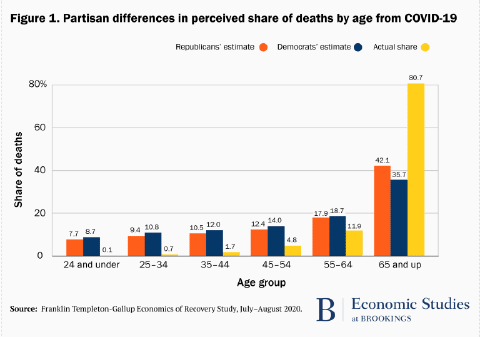 Figure 1. Partisan differences in perceived share of deaths by age from COVID-19
Republicans' estimate Democrats' estimate Actual share
80%
60
40
20
0
Share of deaths
7.7 8.7 0.1
9.4 10.8 0.7
10.5 12.0 1.7
12.4 14.0 4.8
17.9 18.7 11.9
42.1 35.7 80.7
24 and under 25–34 35–44 45–54 55–64 65 and up
Age group
Source: Franklin Templeton-Gallup Economics of Recovery Study, July–August 2020.
B Economic Studies
at BROOKINGS